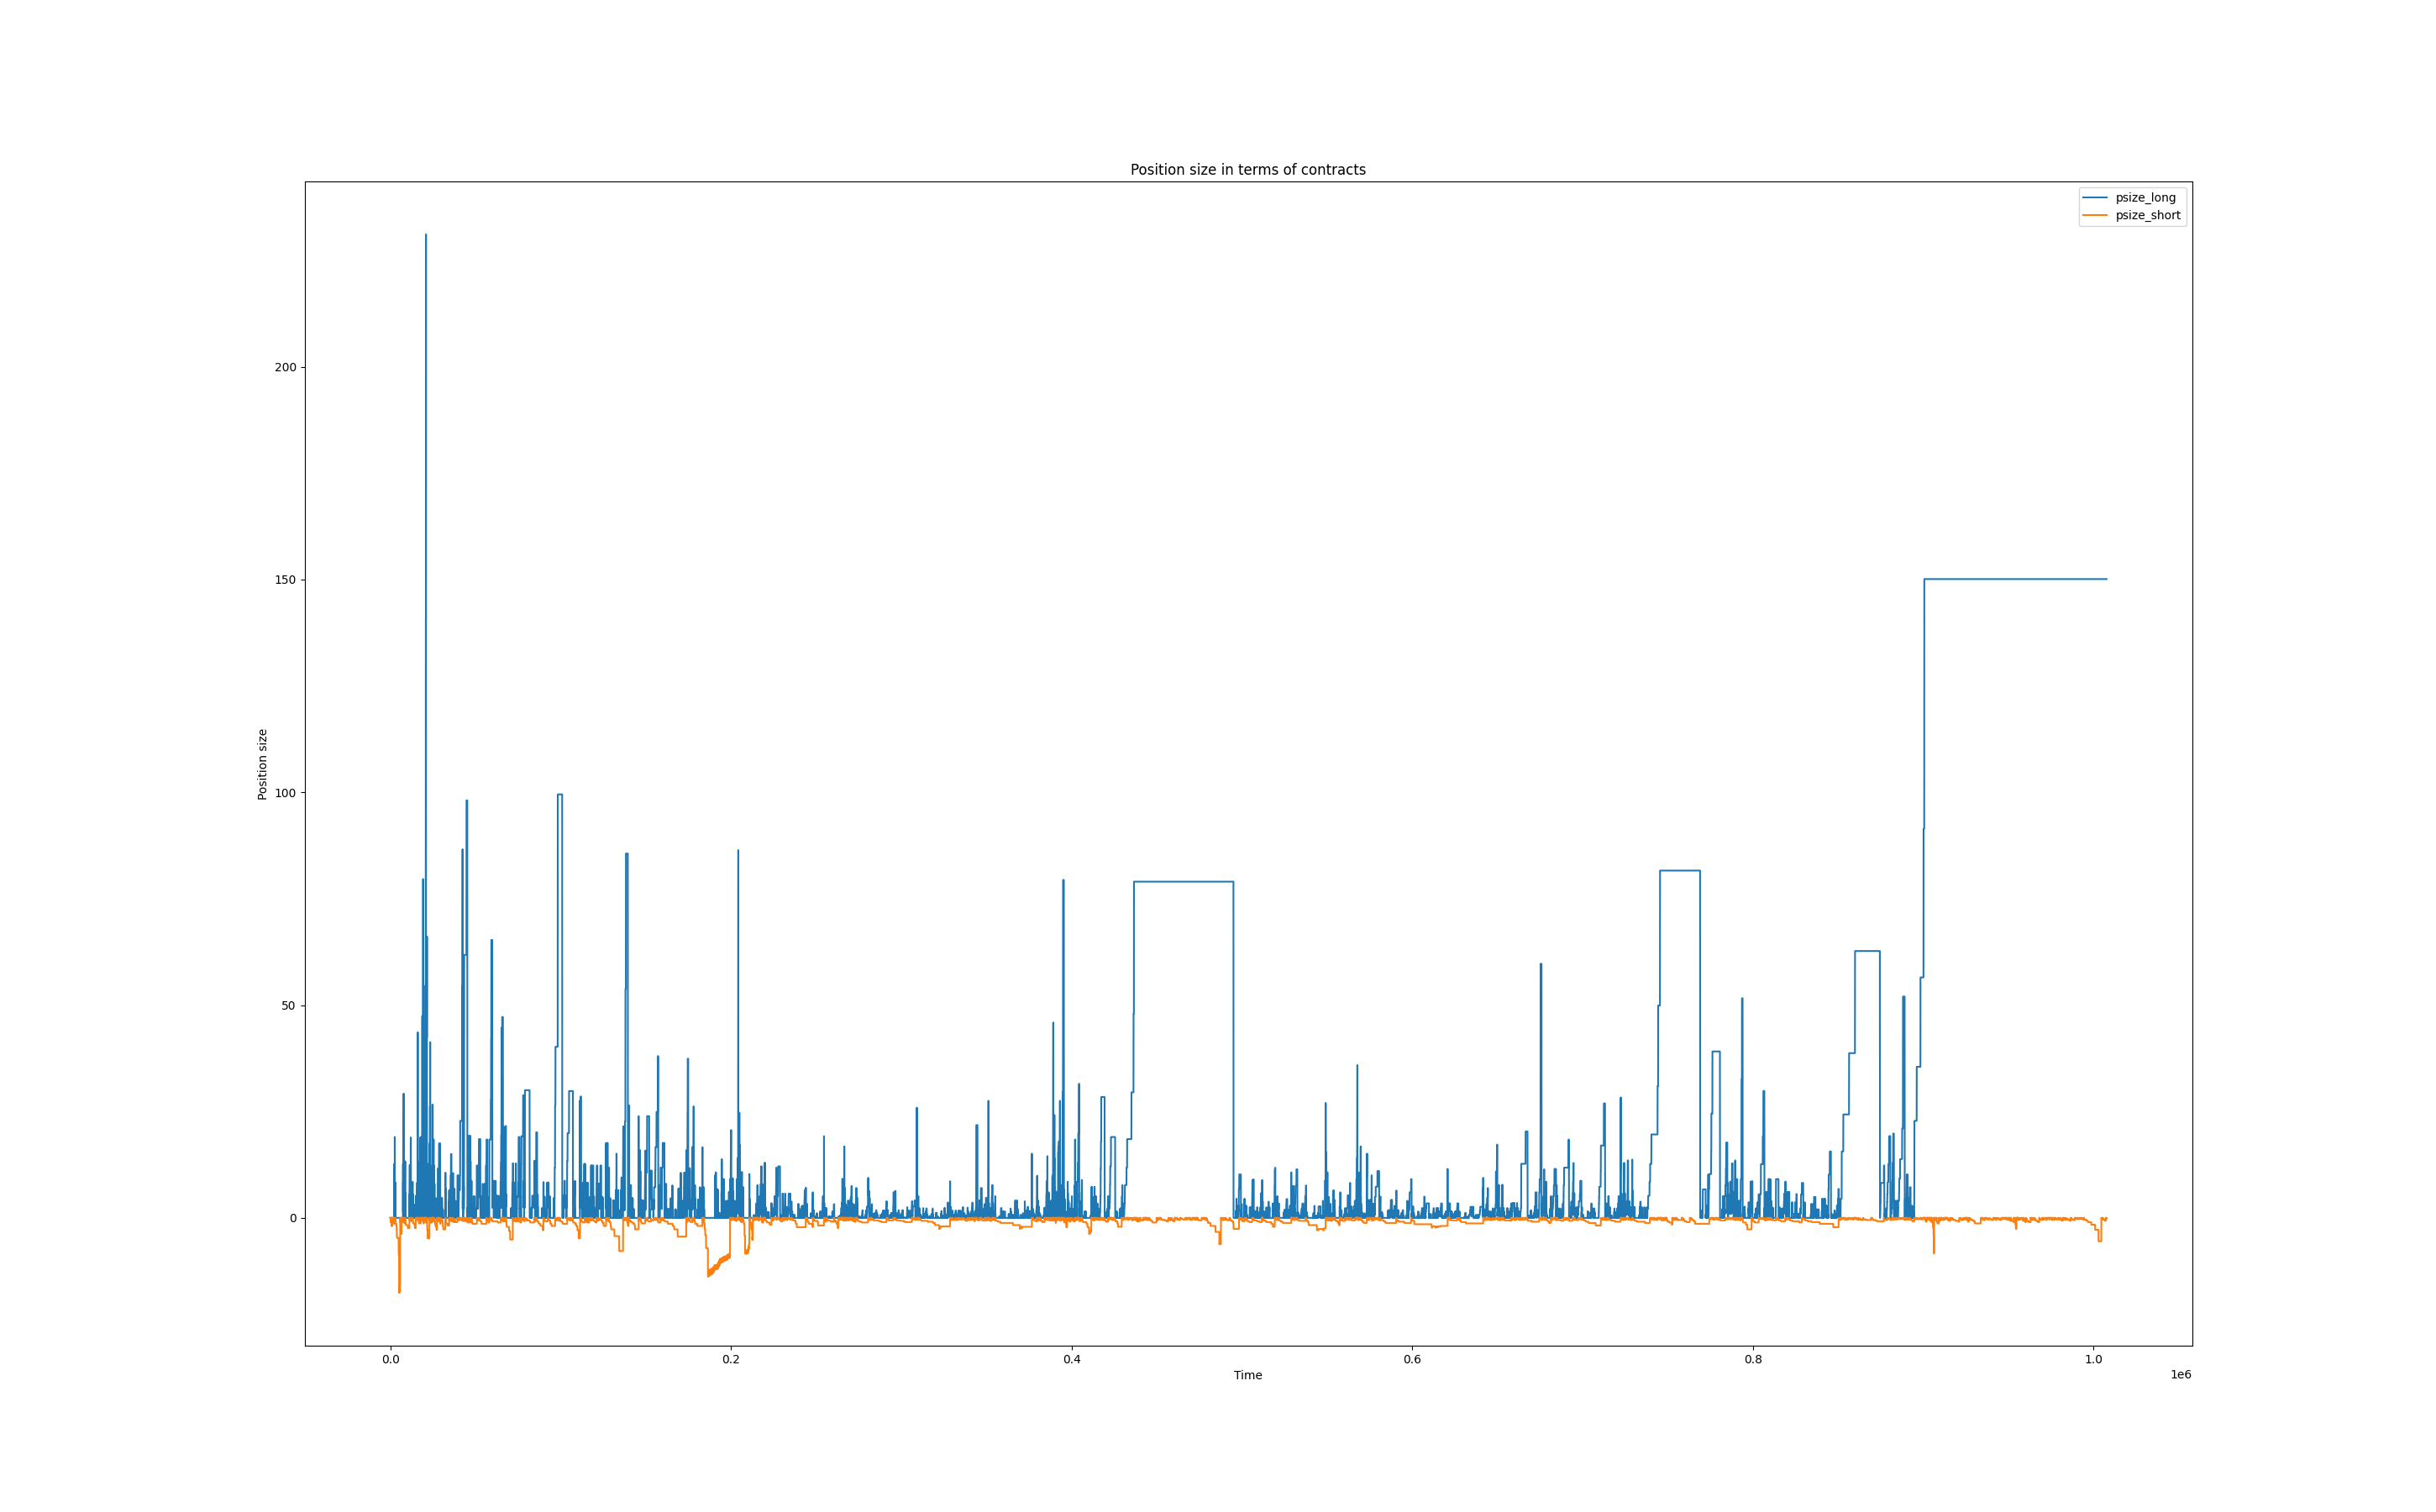 Position size in terms of contracts
psize_long
psize_short
200
150
100
50
0
Position size
0.0 0.2 0.4 0.6 0.8 1.0
Time
1e6